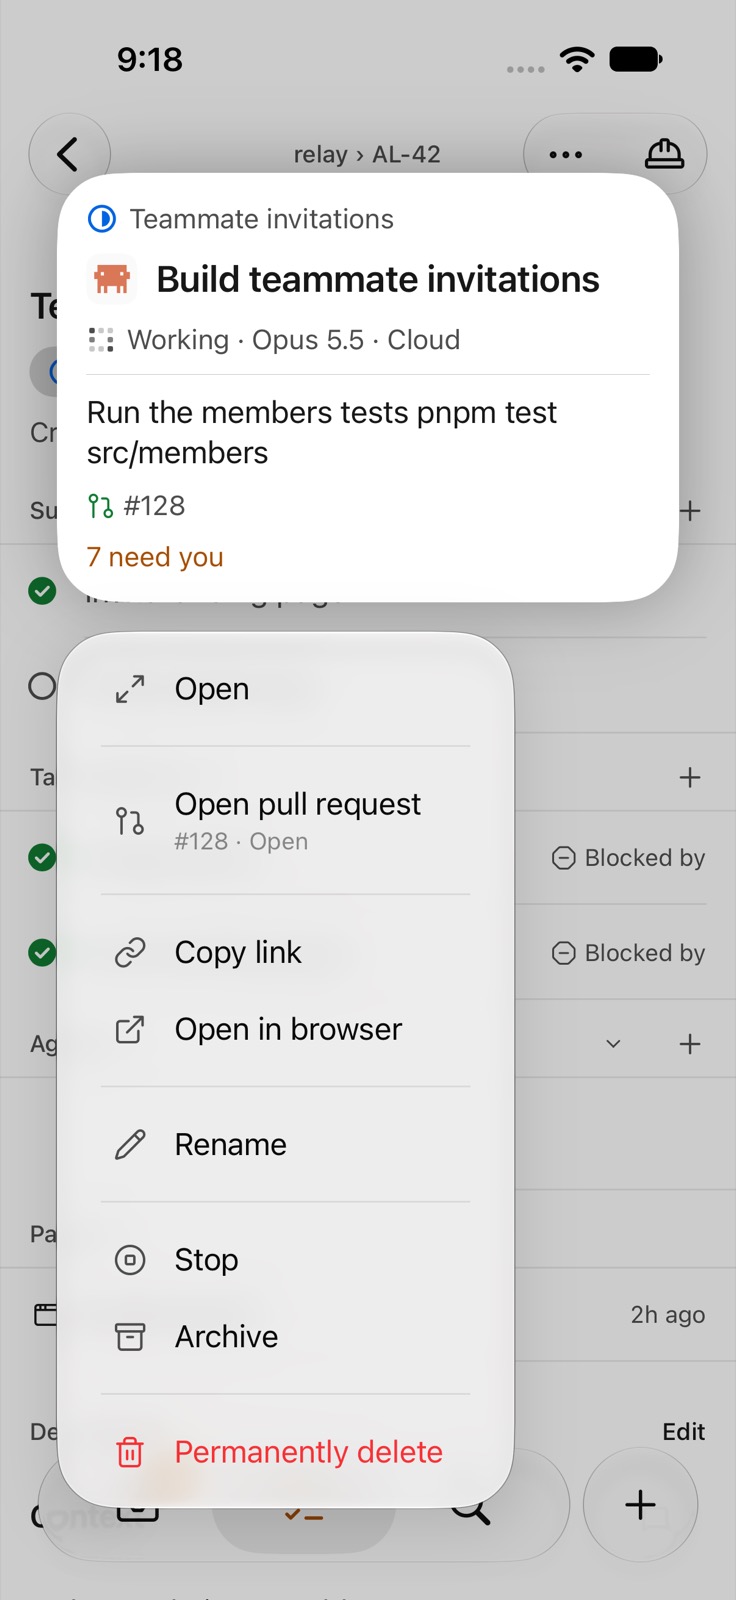 9:18
relay › AL-42
Teammate invitations
Build teammate invitations
Working · Opus 5.5 · Cloud
Run the members tests pnpm test
src/members
#128
7 need you
Open
Open pull request
#128 · Open
Blocked by
Copy link
Blocked by
Open in browser
Rename
Stop
2h ago
Archive
Edit
Permanently delete